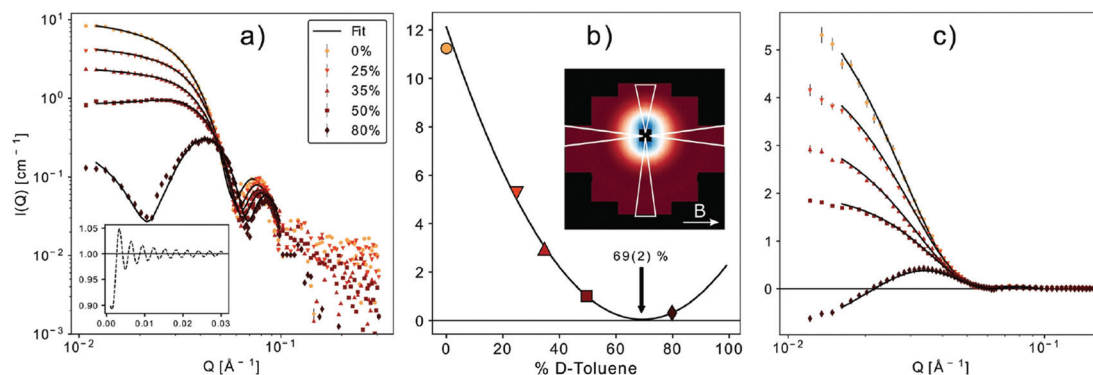 a)
I(Q) [cm⁻¹]
10¹
10⁰
10⁻¹
10⁻²
10⁻³
Fit
0%
25%
35%
50%
80%
1.05
1.00
0.95
0.90
0.00 0.01 0.02 0.03
10⁻² 10⁻¹
Q [Å⁻¹]
b)
12
10
8
6
4
2
0
B
69(2) %
0 20 40 60 80 100
% D-Toluene
c)
5
4
3
2
1
0
10⁻² 10⁻¹
Q [Å⁻¹]